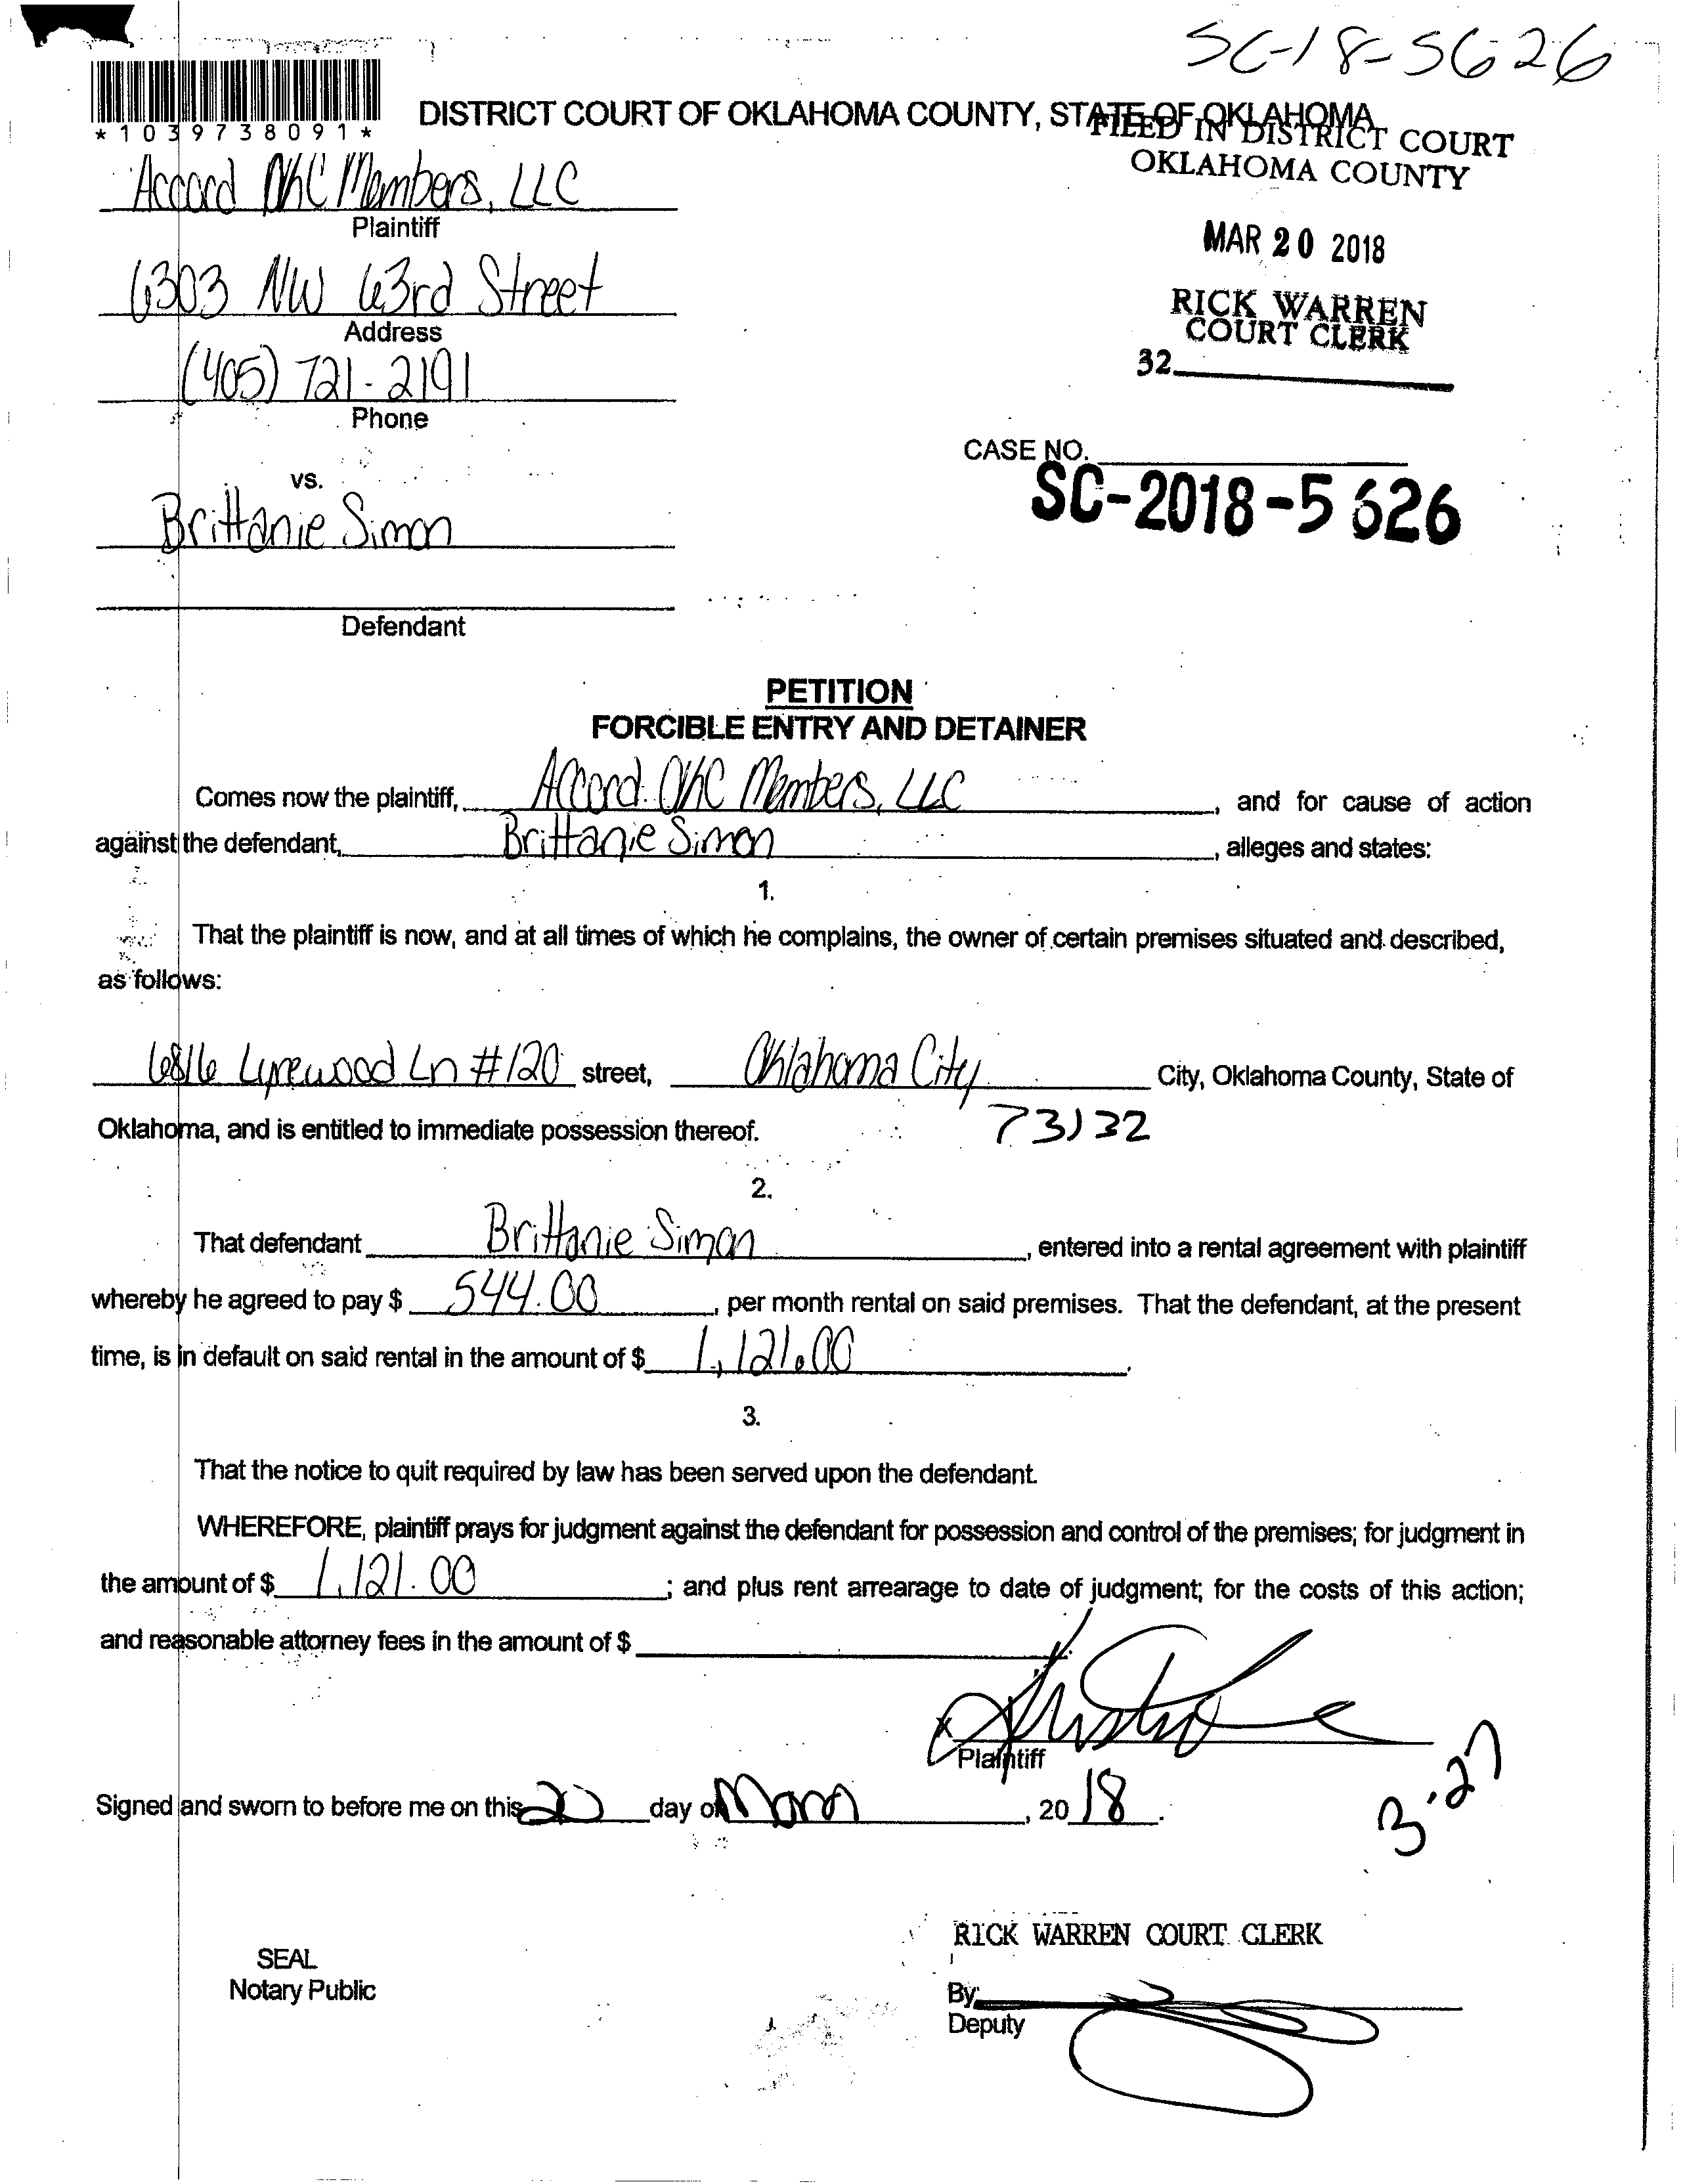 SC-18-5626
*1039738091*
DISTRICT COURT OF OKLAHOMA COUNTY, STATE OF OKLAHOMA
FILED IN DISTRICT COURT
OKLAHOMA COUNTY
Accord OKC Members, LLC
Plaintiff
MAR 20 2018
6303 NW 63rd Street
Address
RICK WARREN
COURT CLERK
32
(405) 721-2191
Phone
CASE NO.
SC-2018-5626
vs.
Brittanie Simon
Defendant
PETITION
FORCIBLE ENTRY AND DETAINER
Comes now the plaintiff, Accord OKC Members, LLC, and for cause of action
against the defendant, Brittanie Simon, alleges and states:
1.
That the plaintiff is now, and at all times of which he complains, the owner of certain premises situated and described,
as follows:
6816 Lyrewood Ln #120 street, Oklahoma City City, Oklahoma County, State of
Oklahoma, and is entitled to immediate possession thereof. 73132
2.
That defendant Brittanie Simon, entered into a rental agreement with plaintiff
whereby he agreed to pay $ 544.00, per month rental on said premises. That the defendant, at the present
time, is in default on said rental in the amount of $ 1,121.00.
3.
That the notice to quit required by law has been served upon the defendant.
WHEREFORE, plaintiff prays for judgment against the defendant for possession and control of the premises; for judgment in
the amount of $ 1,121.00; and plus rent arrearage to date of judgment; for the costs of this action;
and reasonable attorney fees in the amount of $
x
Plaintiff
Signed and sworn to before me on this 20 day of March, 2018.
3-27
RICK WARREN COURT CLERK
SEAL
Notary Public
By:
Deputy